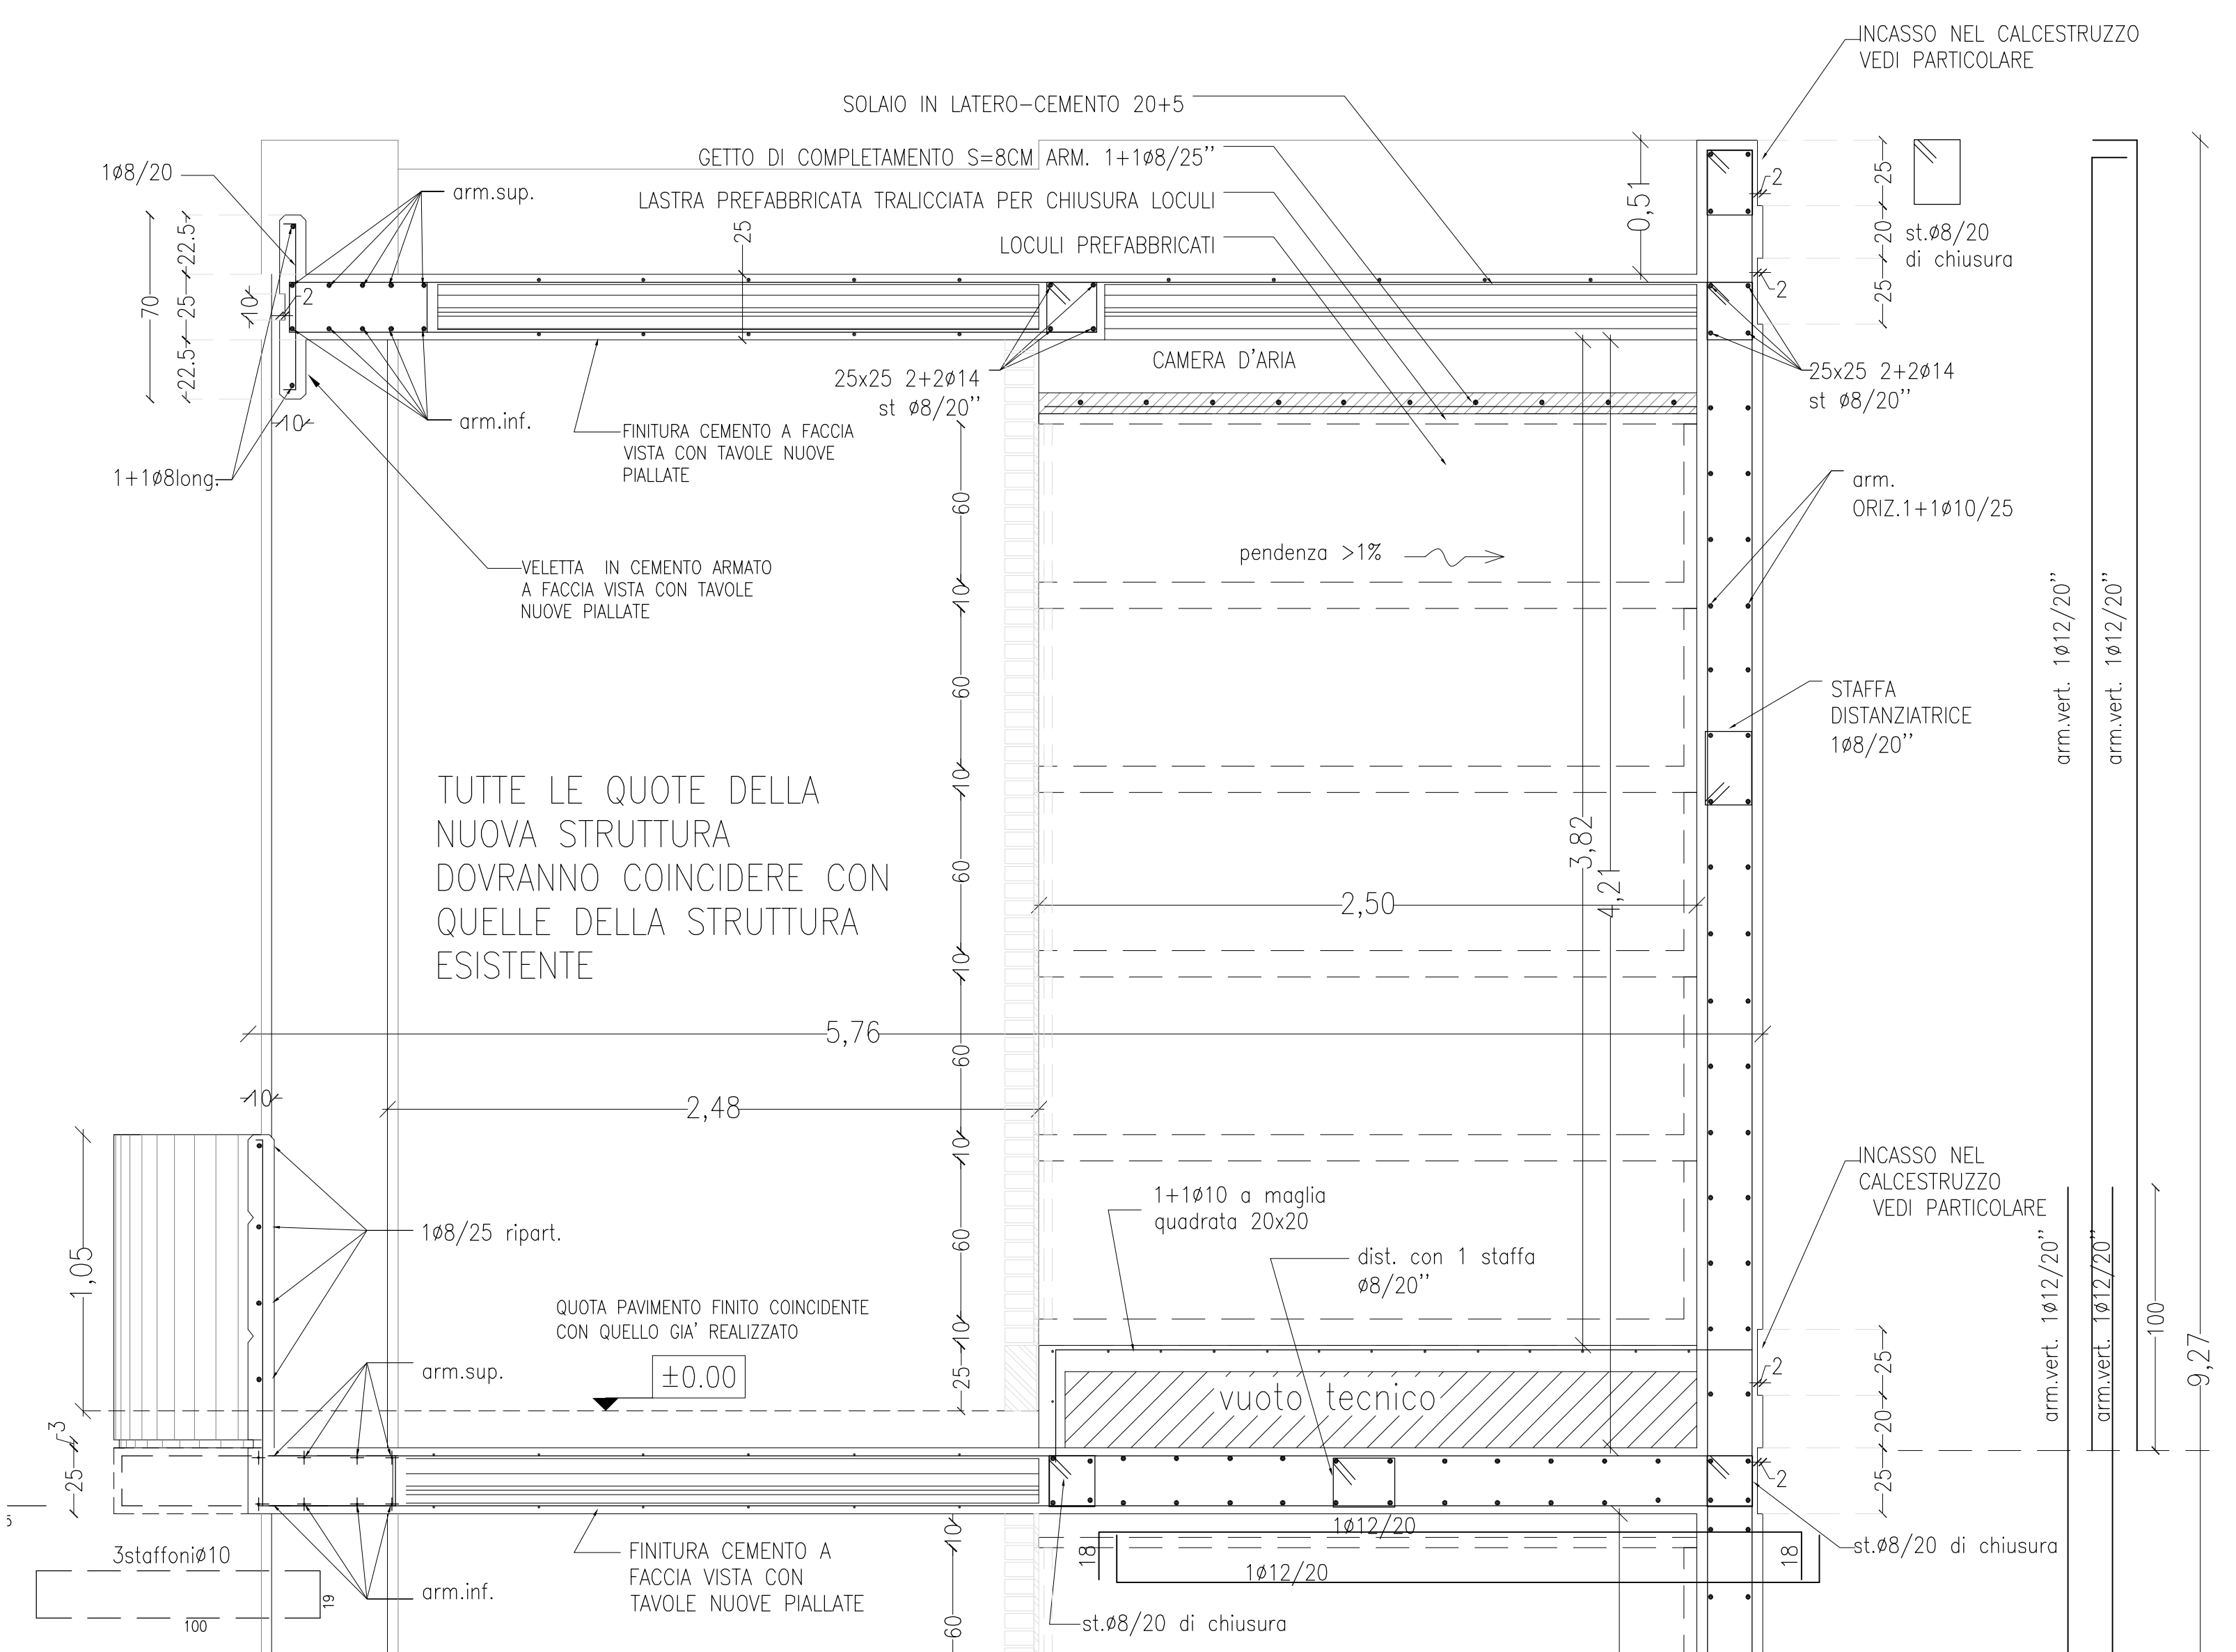 INCASSO NEL CALCESTRUZZO
VEDI PARTICOLARE
SOLAIO IN LATERO-CEMENTO 20+5
GETTO DI COMPLETAMENTO S=8CM ARM. 1+1ø8/25''
LASTRA PREFABBRICATA TRALICCIATA PER CHIUSURA LOCULI
LOCULI PREFABBRICATI
1ø8/20
arm.sup.
22.5
25
22.5
70
10
2
10
25
0,51
2
25
20
25
2
st.ø8/20
di chiusura
CAMERA D'ARIA
25x25 2+2ø14
st ø8/20''
25x25 2+2ø14
st ø8/20''
arm.inf.
1+1ø8long.
FINITURA CEMENTO A FACCIA
VISTA CON TAVOLE NUOVE
PIALLATE
VELETTA IN CEMENTO ARMATO
A FACCIA VISTA CON TAVOLE
NUOVE PIALLATE
arm.
ORIZ.1+1ø10/25
pendenza >1%
60
10
60
10
60
10
60
10
60
10
25
STAFFA
DISTANZIATRICE
1ø8/20''
arm.vert. 1ø12/20''
arm.vert. 1ø12/20''
TUTTE LE QUOTE DELLA
NUOVA STRUTTURA
DOVRANNO COINCIDERE CON
QUELLE DELLA STRUTTURA
ESISTENTE
3,82
4,21
2,50
5,76
2,48
10
1,05
1ø8/25 ripart.
1+1ø10 a maglia
quadrata 20x20
dist. con 1 staffa
ø8/20''
INCASSO NEL
CALCESTRUZZO
VEDI PARTICOLARE
arm.vert. 1ø12/20''
arm.vert. 1ø12/20''
100
9,27
QUOTA PAVIMENTO FINITO COINCIDENTE
CON QUELLO GIA' REALIZZATO
±0.00
arm.sup.
vuoto tecnico
2
25
20
25
2
3
25
5
3staffoniø10
19
100
arm.inf.
FINITURA CEMENTO A
FACCIA VISTA CON
TAVOLE NUOVE PIALLATE
10
60
60
10
1ø12/20
18
18
1ø12/20
st.ø8/20 di chiusura
st.ø8/20 di chiusura